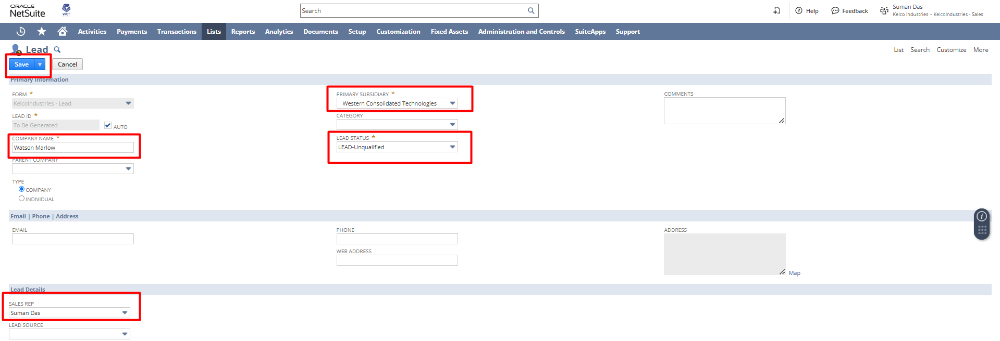 ORACLE
NetSuite
WCT
Search
Help
Feedback
Suman Das
Kelco Industries - KelcoIndustries - Sales
Activities
Payments
Transactions
Lists
Reports
Analytics
Documents
Setup
Customization
Fixed Assets
Administration and Controls
SuiteApps
Support
Lead
List
Search
Customize
More
Save
Cancel
Primary Information
FORM *
KelcoIndustries - Lead
LEAD ID *
To Be Generated
AUTO
COMPANY NAME *
Watson Marlow
PARENT COMPANY
TYPE
COMPANY
INDIVIDUAL
PRIMARY SUBSIDIARY *
Western Consolidated Technologies
CATEGORY
LEAD STATUS *
LEAD-Unqualified
COMMENTS
Email | Phone | Address
EMAIL
PHONE
WEB ADDRESS
ADDRESS
Map
Lead Details
SALES REP
Suman Das
LEAD SOURCE